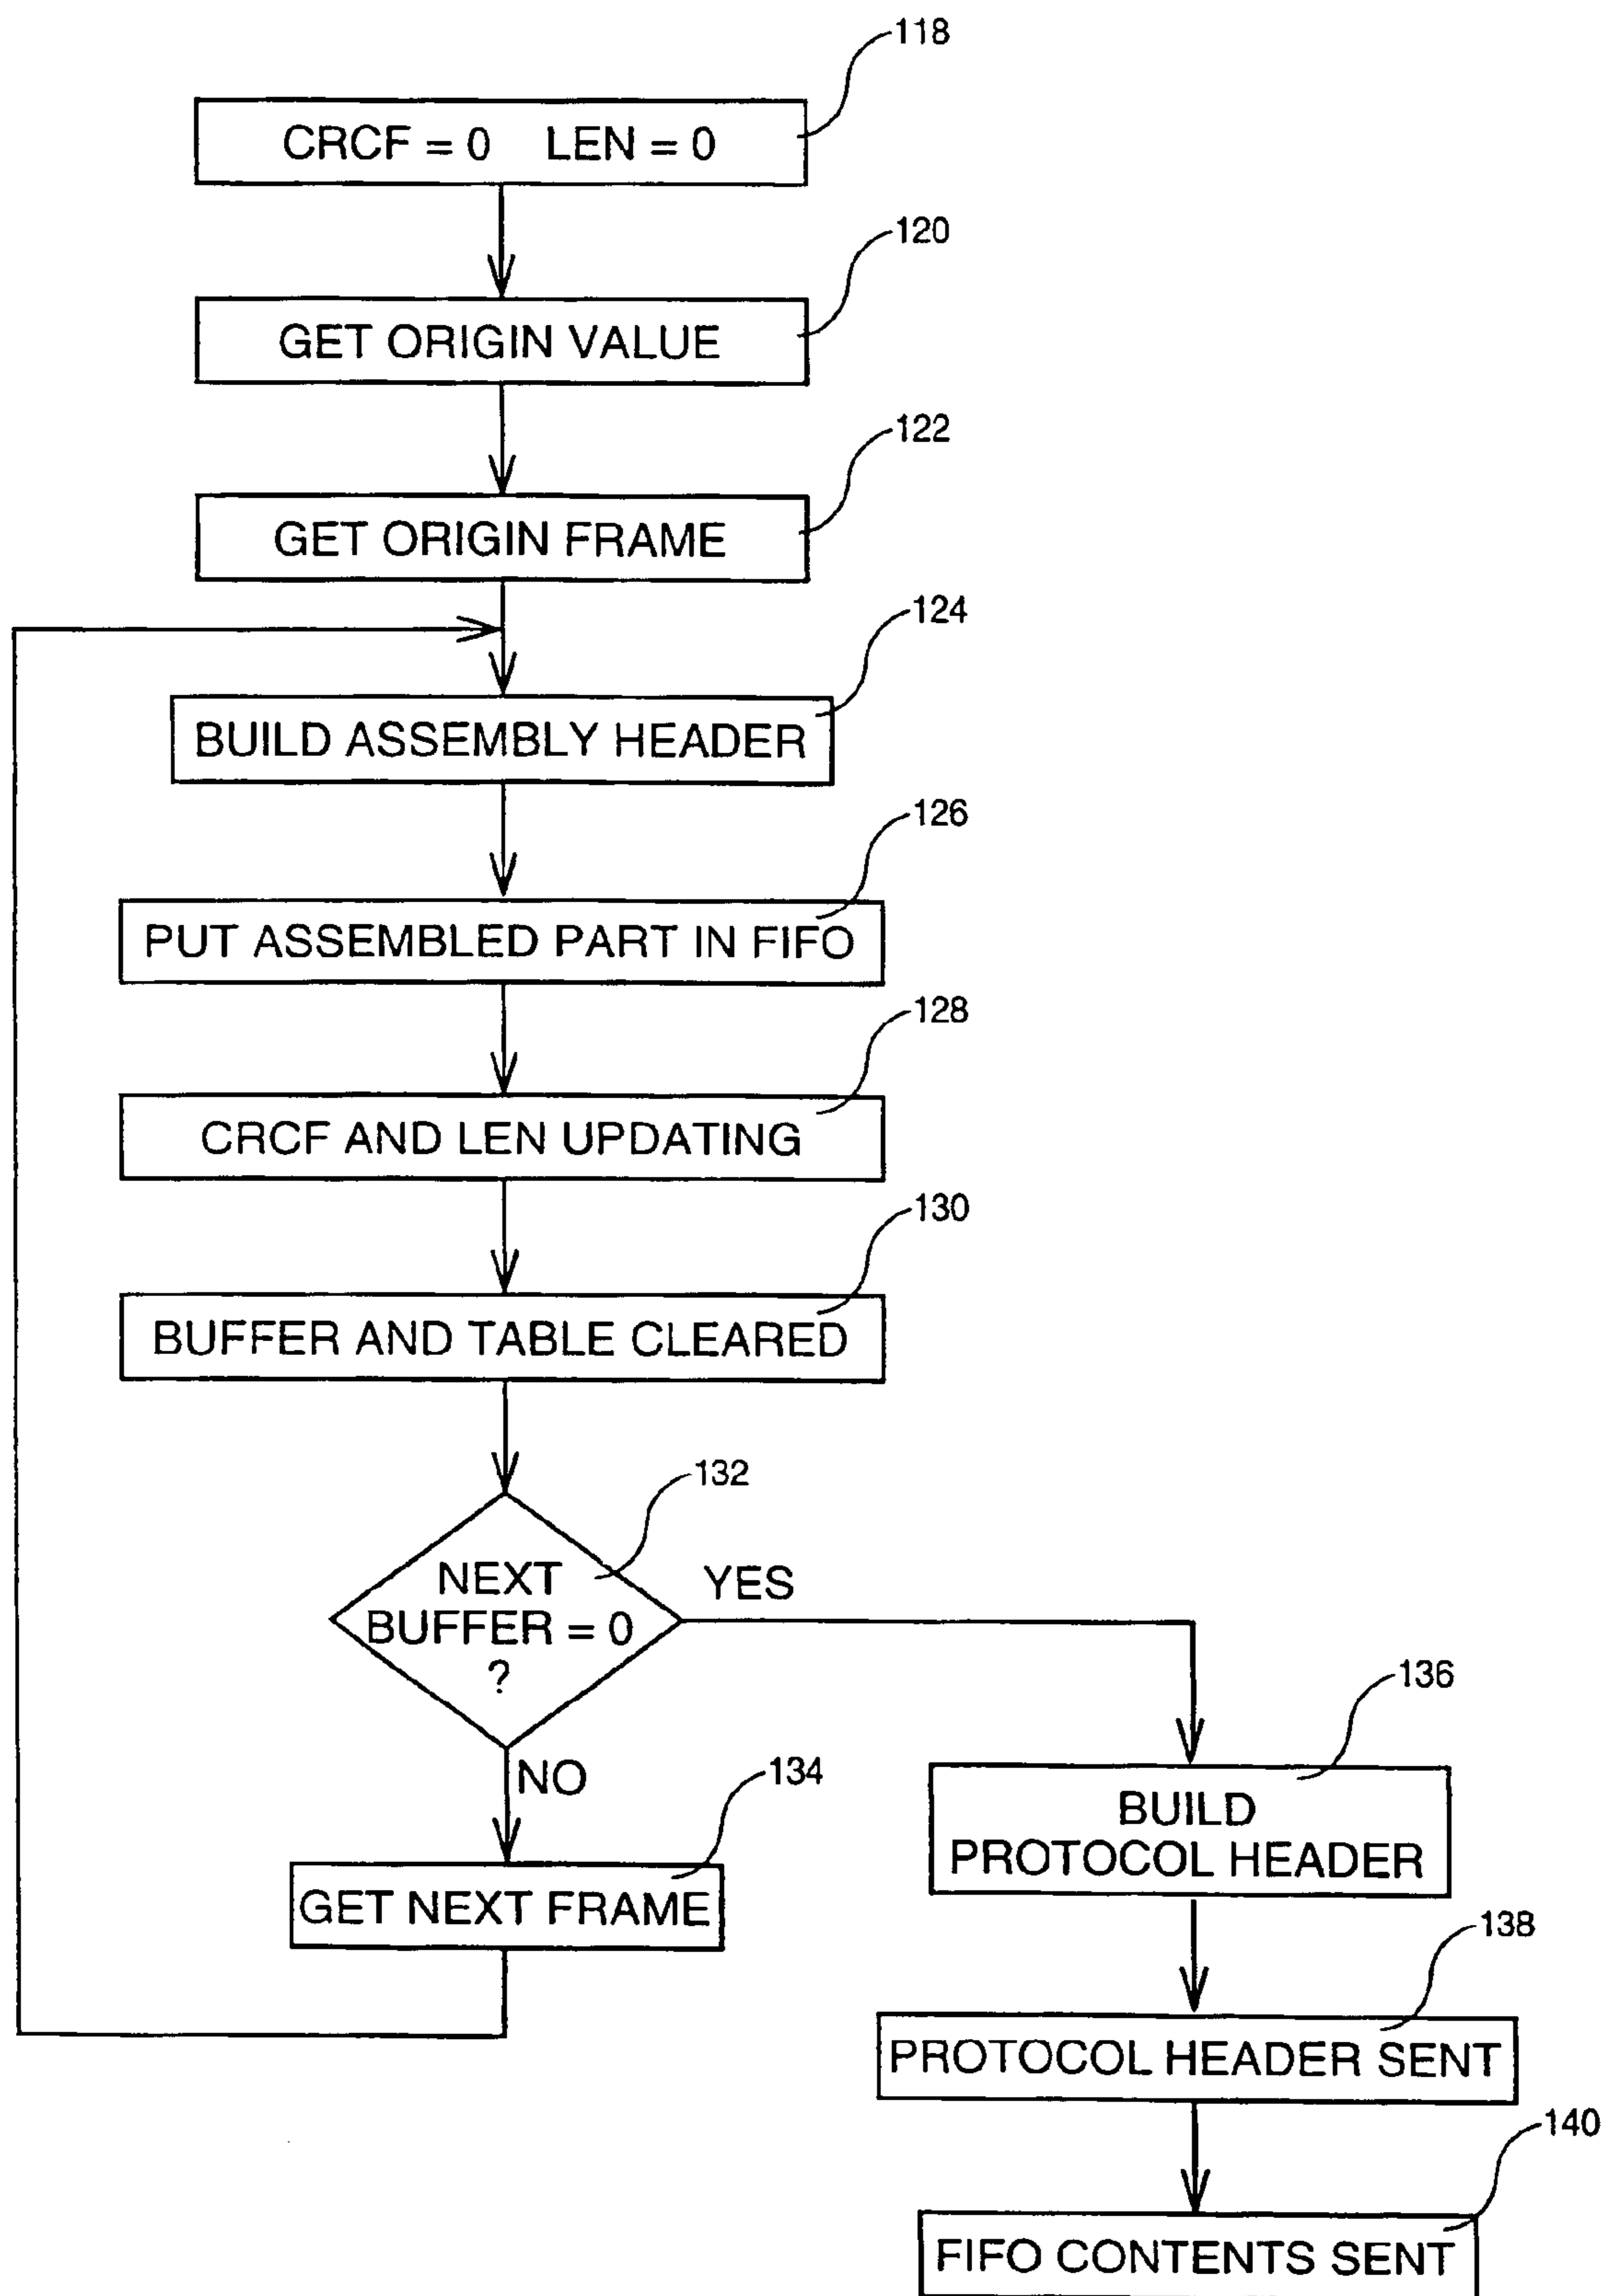 118
CRCF = 0 LEN = 0
120
GET ORIGIN VALUE
122
GET ORIGIN FRAME
124
BUILD ASSEMBLY HEADER
126
PUT ASSEMBLED PART IN FIFO
128
CRCF AND LEN UPDATING
130
BUFFER AND TABLE CLEARED
132
NEXT
BUFFER = 0
?
YES
NO
134
GET NEXT FRAME
136
BUILD
PROTOCOL HEADER
138
PROTOCOL HEADER SENT
140
FIFO CONTENTS SENT